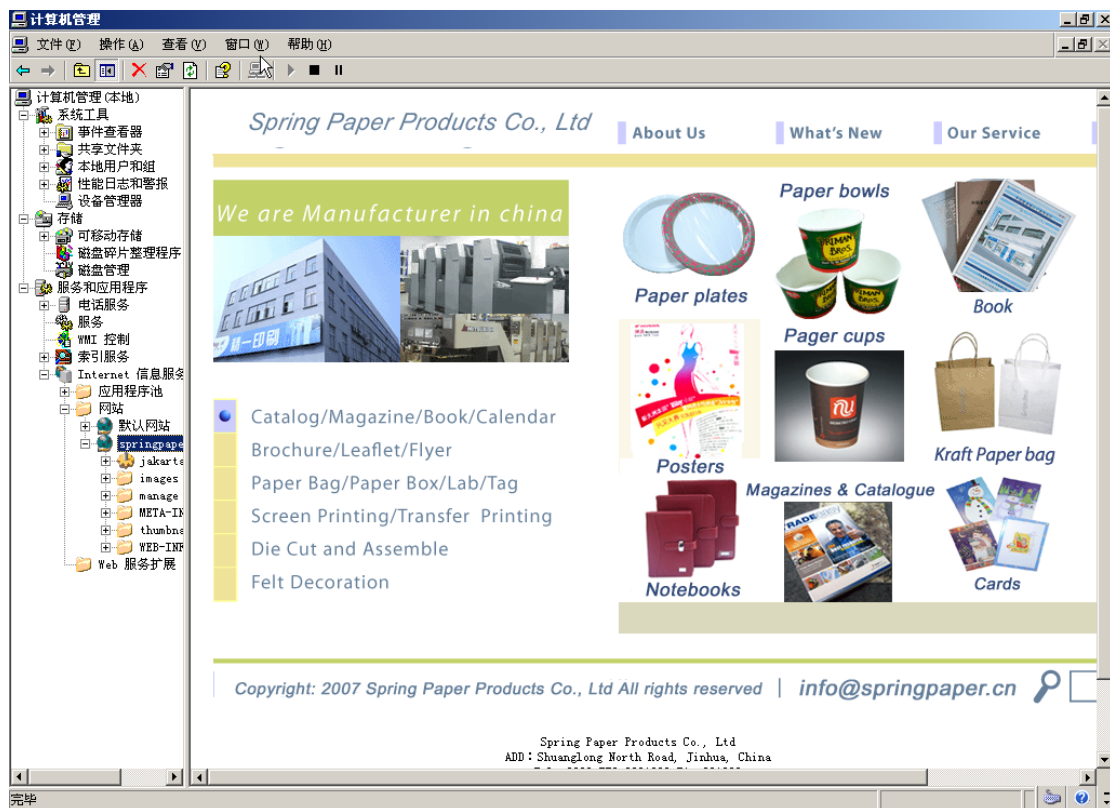 计算机管理
文件(F) 操作(A) 查看(V) 窗口(W) 帮助(H)
计算机管理(本地)
系统工具
事件查看器
共享文件夹
本地用户和组
性能日志和警报
设备管理器
存储
可移动存储
磁盘碎片整理程序
磁盘管理
服务和应用程序
电话服务
服务
WMI 控制
索引服务
Internet 信息服务
应用程序池
网站
默认网站
springpape
jakarta
images
manage
META-IN
thumbna
WEB-INF
Web 服务扩展
Spring Paper Products Co., Ltd
About Us
What's New
Our Service
We are Manufacturer in china
Catalog/Magazine/Book/Calendar
Brochure/Leaflet/Flyer
Paper Bag/Paper Box/Lab/Tag
Screen Printing/Transfer Printing
Die Cut and Assemble
Felt Decoration
Paper plates
Paper bowls
PRTMAN BROS.
Book
Pager cups
Posters
Kraft Paper bag
Magazines & Catalogue
Notebooks
Cards
Copyright: 2007 Spring Paper Products Co., Ltd All rights reserved | info@springpaper.cn
Spring Paper Products Co., Ltd
ADD：Shuanglong North Road, Jinhua, China
完毕